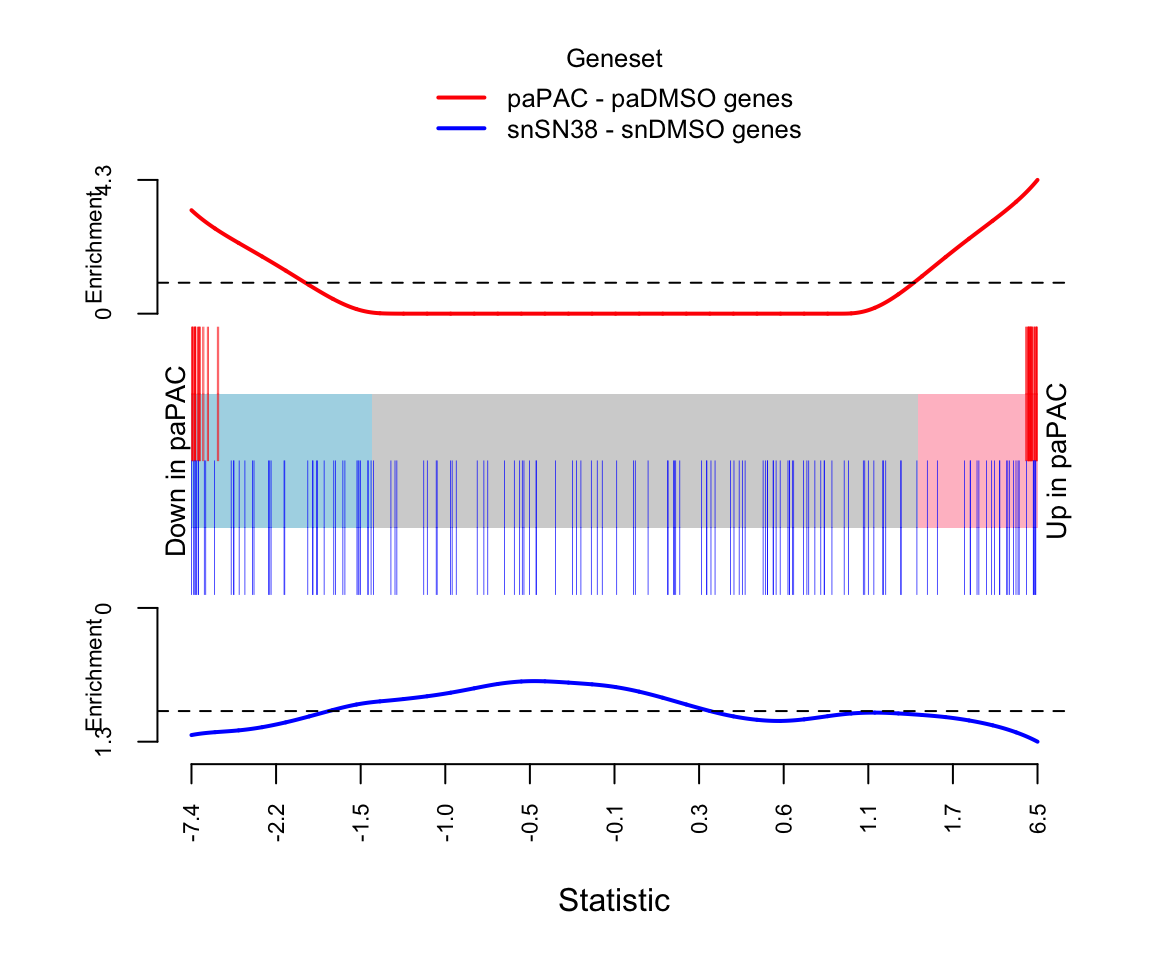 Geneset
paPAC - paDMSO genes
snSN38 - snDMSO genes
4.3
Enrichment
0
Down in paPAC
Up in paPAC
0
Enrichment
1.3
-7.4 -2.2 -1.5 -1.0 -0.5 -0.1 0.3 0.6 1.1 1.7 6.5
Statistic